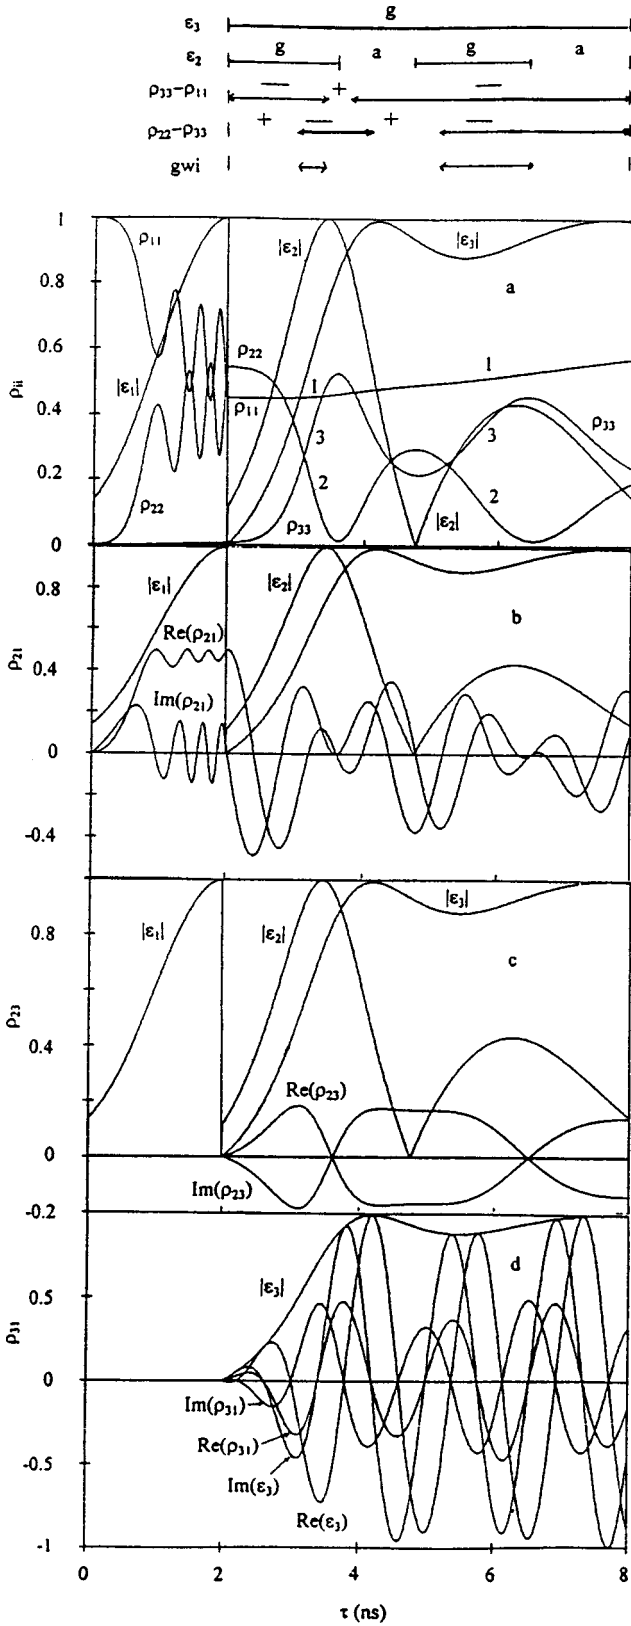 ε₃ g
ε₂ g a g a
ρ₃₃−ρ₁₁ — + —
ρ₂₂−ρ₃₃ + — + —
gwi
1
0.8
0.6
0.4
0.2
0
ρᵢᵢ
ρ₁₁
|ε₁|
ρ₂₂
|ε₂|
|ε₃|
a
ρ₂₂
1
1
ρ₁₁
3
2
ρ₃₃
3
ρ₃₃
2
|ε₂|
0.8
0.4
0
-0.4
ρ₂₁
|ε₁|
|ε₂|
Re(ρ₂₁)
Im(ρ₂₁)
b
0.8
0.4
0
-0.2
ρ₂₃
|ε₁|
|ε₂|
|ε₃|
c
Re(ρ₂₃)
Im(ρ₂₃)
0.5
0
-0.5
-1
ρ₃₁
|ε₃|
d
Im(ρ₃₁)
Re(ρ₃₁)
Im(ε₃)
Re(ε₃)
0 2 4 6 8
τ (ns)